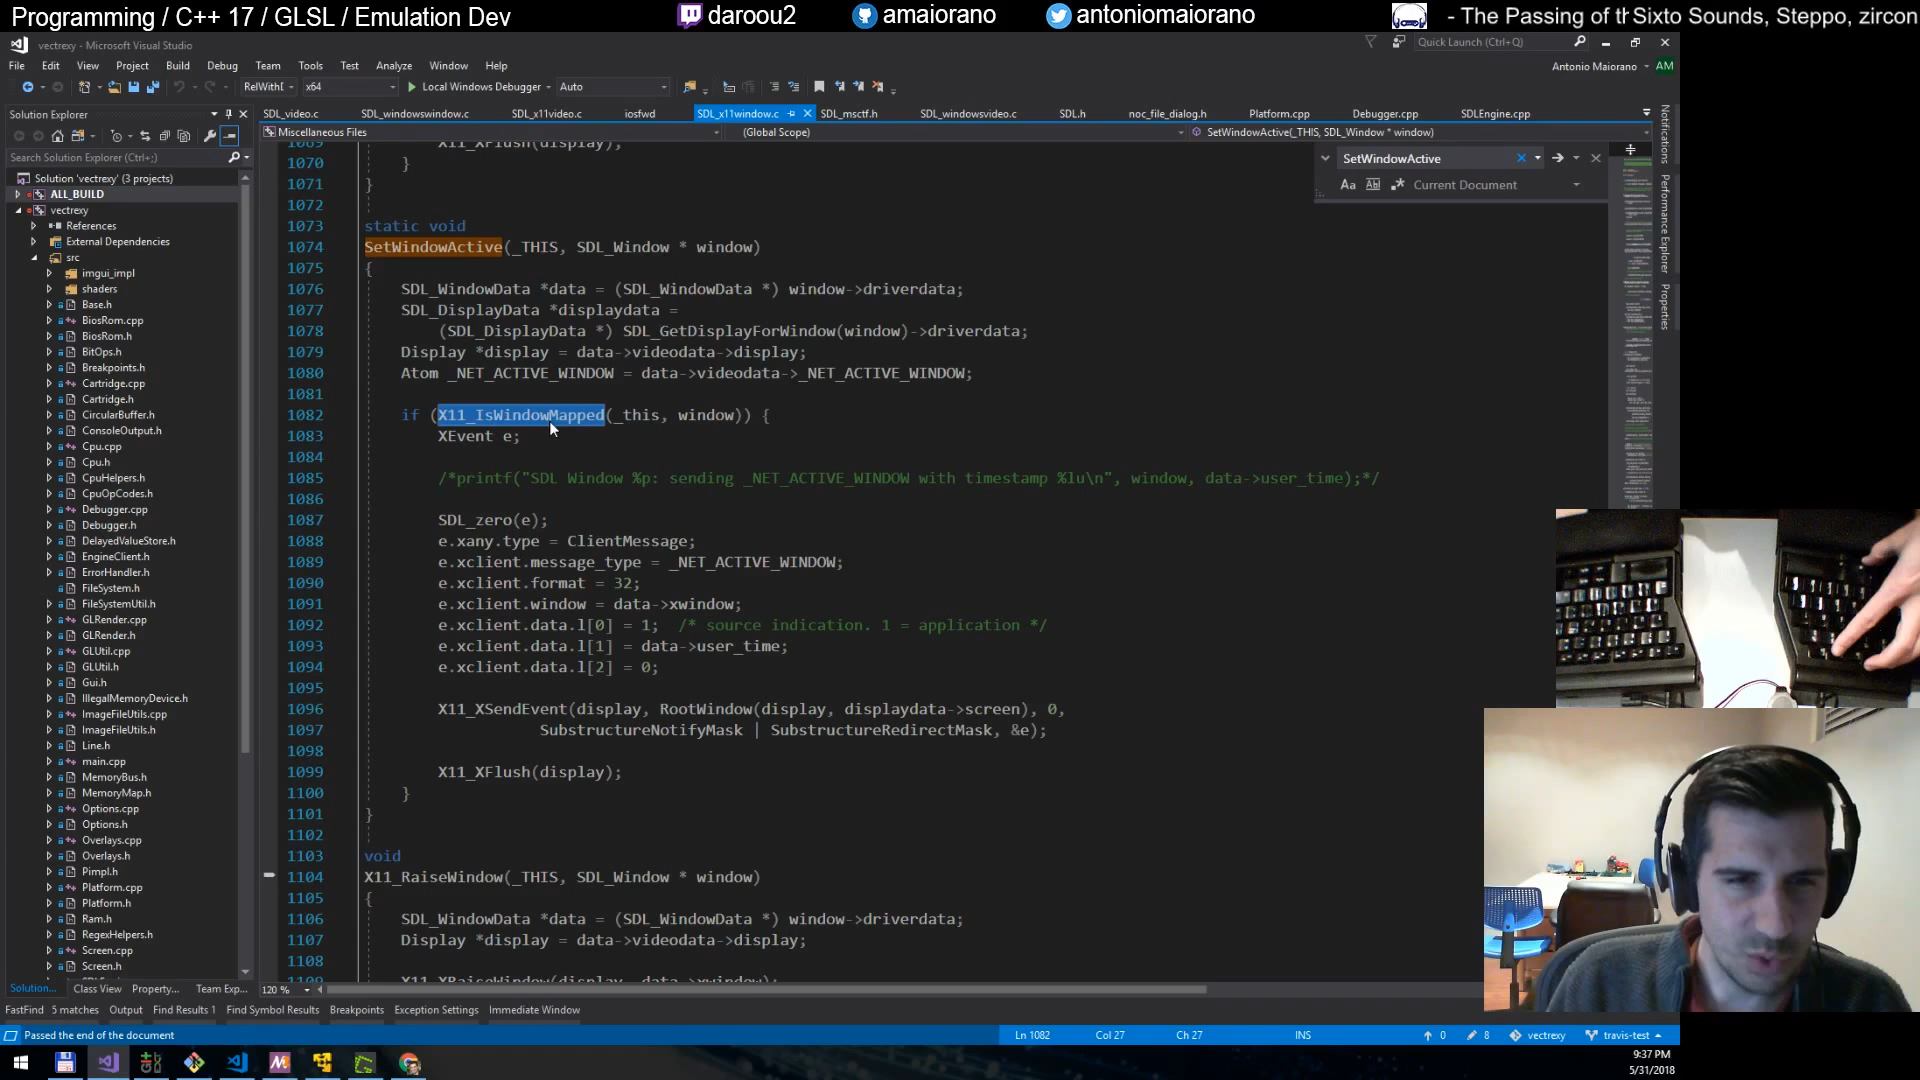 Programming / C++ 17 / GLSL / Emulation Dev
daroou2
amaiorano
antoniomaiorano
- The Passing of th
Sixto Sounds, Steppo, zircon
vectrexy - Microsoft Visual Studio
Quick Launch (Ctrl+Q)
File Edit View Project Build Debug Team Tools Test Analyze Window Help
Antonio Maiorano AM
x64
Local Windows Debugger
Auto
Solution Explorer
SDL_video.c SDL_windowswindow.c SDL_x11video.c iosfwd SDL_x11window.c SDL_msctf.c SDL_windowsvideo.c SDL.h noc_file_dialog.h Platform.cpp Debugger.cpp SDLEngine.cpp
Miscellaneous Files
(Global Scope)
SetWindowActive(_THIS, SDL_Window * window)
Search Solution Explorer (Ctrl+;)
Solution 'vectrexy' (3 projects)
ALL_BUILD
vectrexy
References
External Dependencies
src
imgui_impl
shaders
Base.h
BiosRom.cpp
BiosRom.h
BitOps.h
Breakpoints.h
Cartridge.cpp
Cartridge.h
CircularBuffer.h
ConsoleOutput.h
Cpu.cpp
Cpu.h
CpuHelpers.h
CpuOpCodes.h
Debugger.cpp
Debugger.h
DelayedValueStore.h
EngineClient.h
ErrorHandler.h
FileSystem.h
FileSystemUtil.h
GLRender.cpp
GLRender.h
GLUtil.cpp
GLUtil.h
Gui.h
IllegalMemoryDevice.h
ImageFileUtils.cpp
ImageFileUtils.h
Line.h
main.cpp
MemoryBus.h
MemoryMap.h
Options.cpp
Options.h
Overlays.cpp
Overlays.h
Pimpl.h
Platform.cpp
Platform.h
Ram.h
RegexHelpers.h
Screen.cpp
Screen.h
SetWindowActive
Aa Current Document
Notifications
Performance Explorer
Properties
1069 X11_XFlush(display);
1070 }
1071 }
1072
1073 static void
1074 SetWindowActive(_THIS, SDL_Window * window)
1075 {
1076 SDL_WindowData *data = (SDL_WindowData *) window->driverdata;
1077 SDL_DisplayData *displaydata =
1078 (SDL_DisplayData *) SDL_GetDisplayForWindow(window)->driverdata;
1079 Display *display = data->videodata->display;
1080 Atom _NET_ACTIVE_WINDOW = data->videodata->_NET_ACTIVE_WINDOW;
1081
1082 if (X11_IsWindowMapped(_this, window)) {
1083 XEvent e;
1084
1085 /*printf("SDL Window %p: sending _NET_ACTIVE_WINDOW with timestamp %lu\n", window, data->user_time);*/
1086
1087 SDL_zero(e);
1088 e.xany.type = ClientMessage;
1089 e.xclient.message_type = _NET_ACTIVE_WINDOW;
1090 e.xclient.format = 32;
1091 e.xclient.window = data->xwindow;
1092 e.xclient.data.l[0] = 1; /* source indication. 1 = application */
1093 e.xclient.data.l[1] = data->user_time;
1094 e.xclient.data.l[2] = 0;
1095
1096 X11_XSendEvent(display, RootWindow(display, displaydata->screen), 0,
1097 SubstructureNotifyMask | SubstructureRedirectMask, &e);
1098
1099 X11_XFlush(display);
1100 }
1101 }
1102
1103 void
1104 X11_RaiseWindow(_THIS, SDL_Window * window)
1105 {
1106 SDL_WindowData *data = (SDL_WindowData *) window->driverdata;
1107 Display *display = data->videodata->display;
1108
1109 X11_XRaiseWindow(display, data->xwindow);
Solution... Class View Property... Team Exp...
120 %
FastFind 5 matches Output Find Results 1 Find Symbol Results Breakpoints Exception Settings Immediate Window
Passed the end of the document
Ln 1082 Col 27 Ch 27 INS
0 8 vectrexy travis-test
9:37 PM
5/31/2018